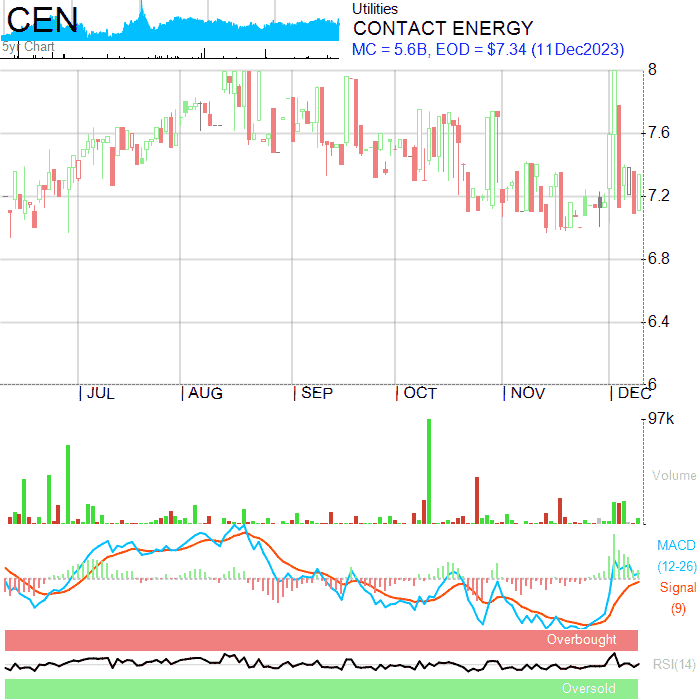 CEN
5yr Chart
Utilities
CONTACT ENERGY
MC = 5.6B, EOD = $7.34 (11Dec2023)
8
7.6
7.2
6.8
6.4
6
JUL AUG SEP OCT NOV DEC
97k
Volume
MACD
(12-26)
Signal
(9)
Overbought
RSI(14)
Oversold